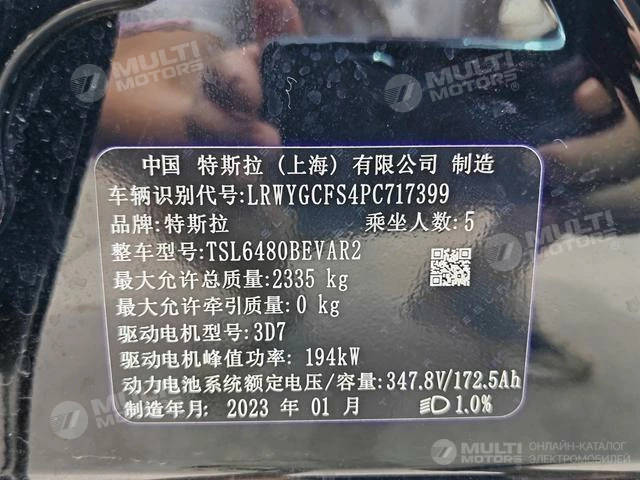 MULTI MOTORS
MULTI MOTORS
中国 特斯拉 (上海) 有限公司 制造
车辆识别代号:LRWYGCFS4PC717399
品牌:特斯拉 乘坐人数:5
整车型号:TSL6480BEVAR2
最大允许总质量:2335 kg
最大允许牵引质量:0 kg
驱动电机型号:3D7
驱动电机峰值功率: 194kW
动力电池系统额定电压/容量:347.8V/172.5Ah
制造年月: 2023 年 01 月 1.0%
MULTI MOTORS
MULTI MOTORS
ОНЛАЙН-КАТАЛОГ
ЭЛЕКТРОМОБИЛЕЙ